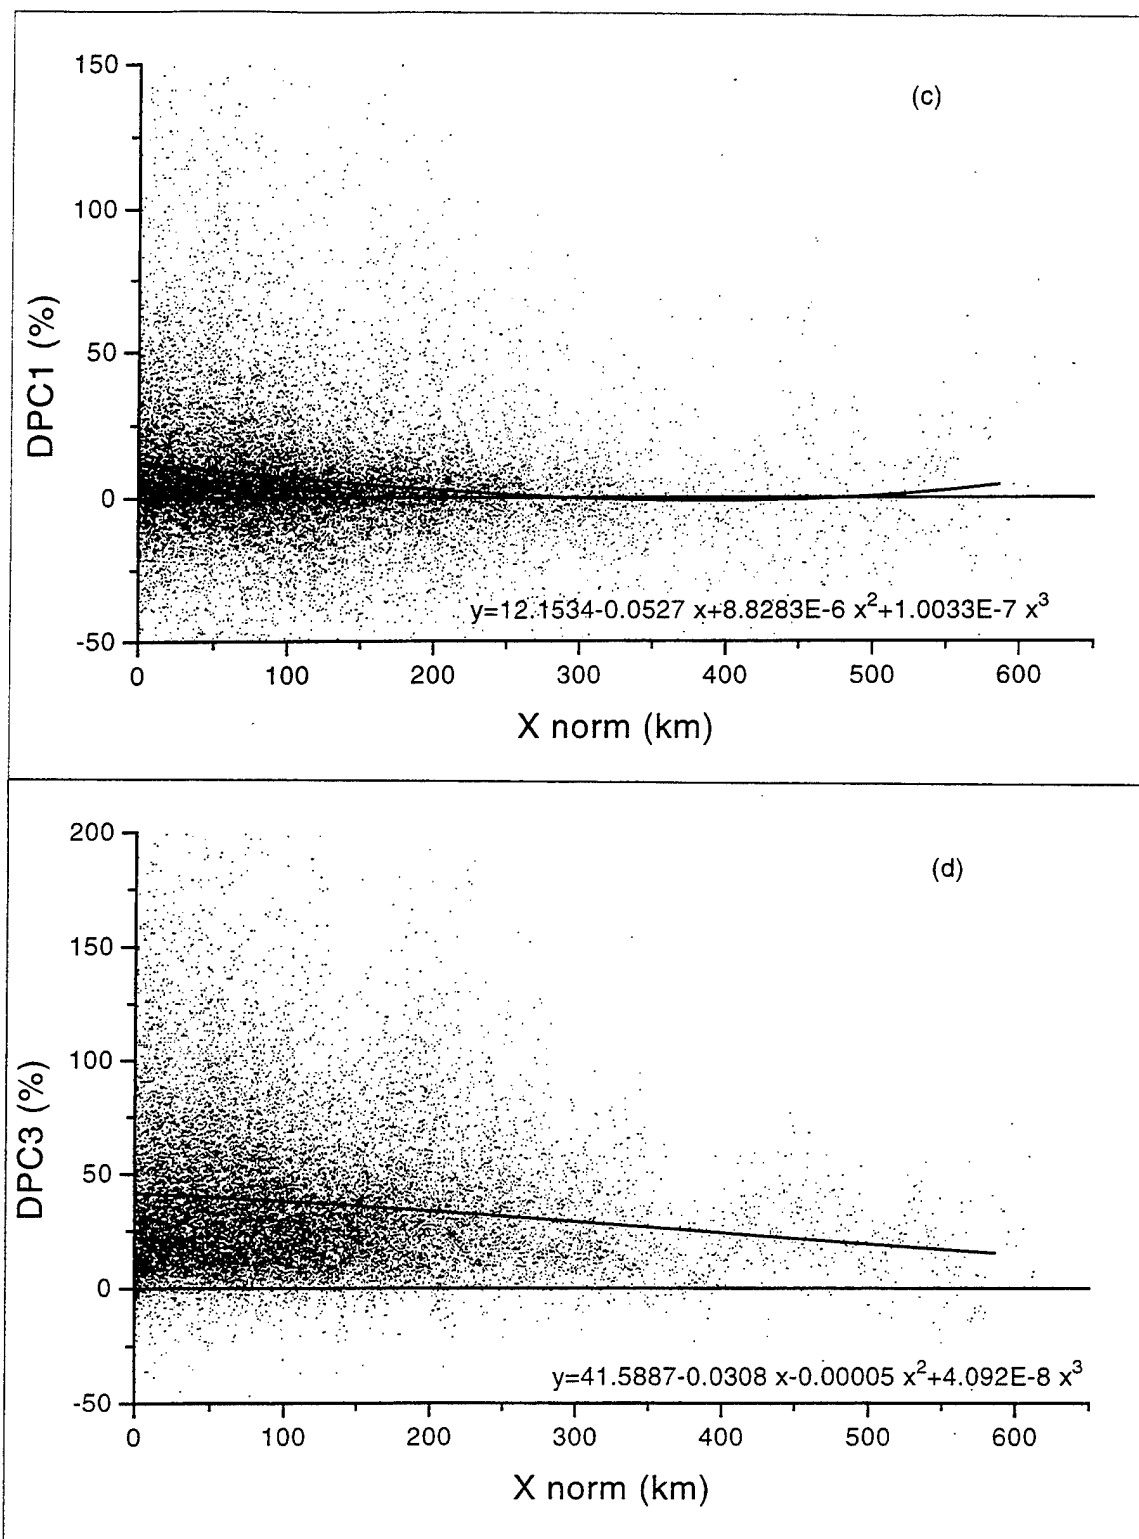 (c)
150
100
50
0
-50
DPC1 (%)
y=12.1534-0.0527 x+8.8283E-6 x²+1.0033E-7 x³
0 100 200 300 400 500 600
X norm (km)
(d)
200
150
100
50
0
-50
DPC3 (%)
y=41.5887-0.0308 x-0.00005 x²+4.092E-8 x³
0 100 200 300 400 500 600
X norm (km)